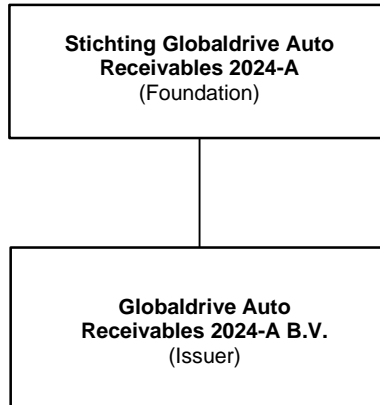 Stichting Globaldrive Auto
Receivables 2024-A
(Foundation)
Globaldrive Auto
Receivables 2024-A B.V.
(Issuer)